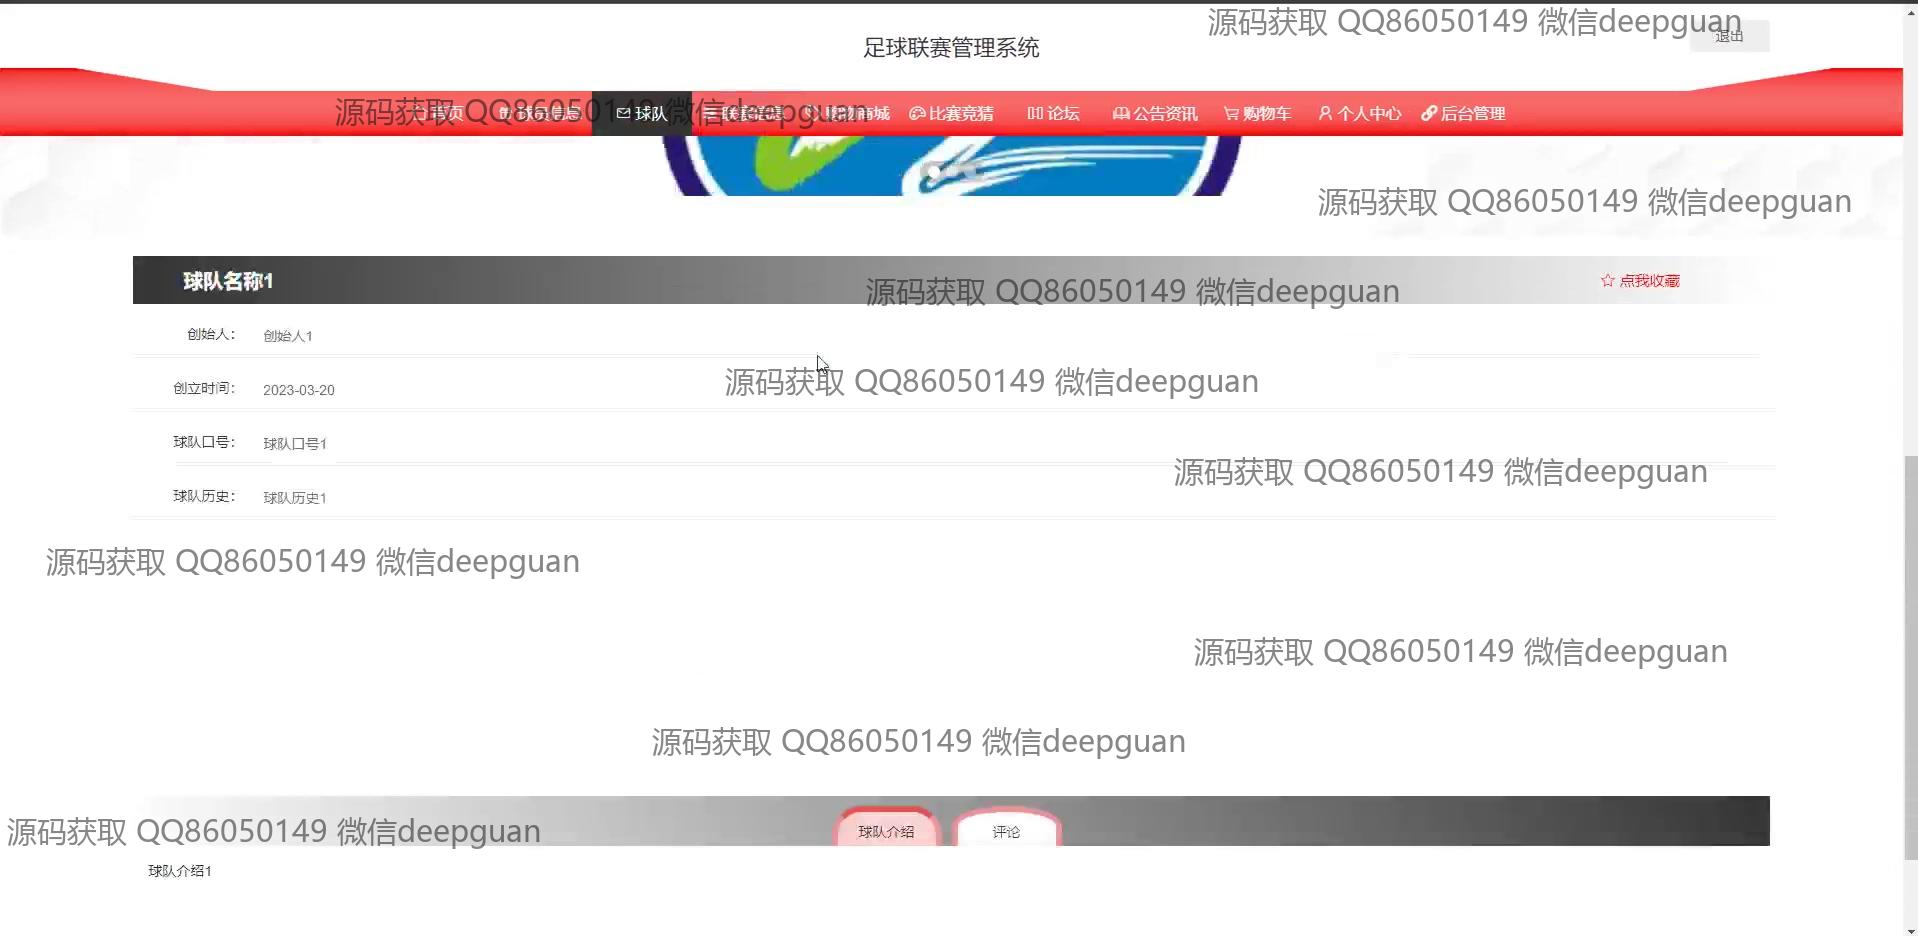 源码获取 QQ86050149 微信deepguan
退出
足球联赛管理系统
首页 球员信息 球队 联赛信息 购物商城 比赛竞猜 论坛 公告资讯 购物车 个人中心 后台管理
源码获取 QQ86050149 微信deepguan
源码获取 QQ86050149 微信deepguan
球队名称1
点我收藏
源码获取 QQ86050149 微信deepguan
创始人： 创始人1
源码获取 QQ86050149 微信deepguan
创立时间： 2023-03-20
球队口号： 球队口号1
源码获取 QQ86050149 微信deepguan
球队历史： 球队历史1
源码获取 QQ86050149 微信deepguan
源码获取 QQ86050149 微信deepguan
源码获取 QQ86050149 微信deepguan
源码获取 QQ86050149 微信deepguan
球队介绍 评论
球队介绍1